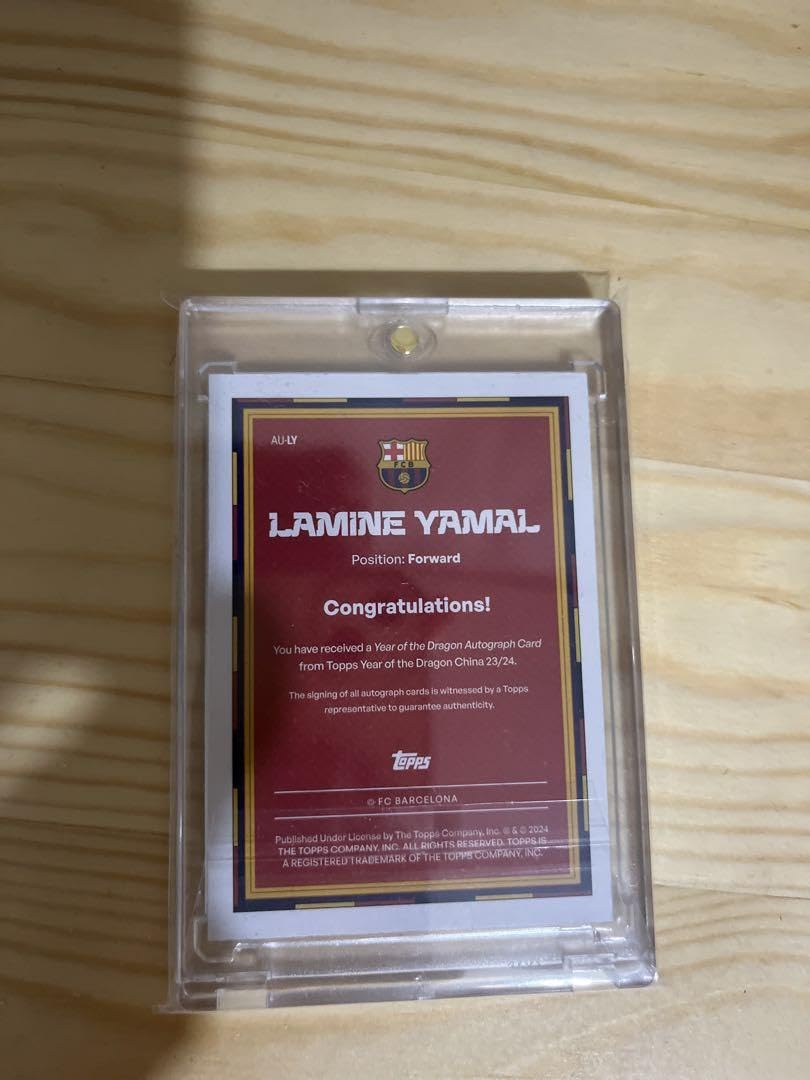 AU-LY
FCB
LAMINE YAMAL
Position: Forward
Congratulations!
You have received a Year of the Dragon Autograph Card
from Topps Year of the Dragon China 23/24.
The signing of all autograph cards is witnessed by a Topps
representative to guarantee authenticity.
topps
© FC BARCELONA
Published Under License by The Topps Company, Inc. ® & © 2024
THE TOPPS COMPANY, INC. ALL RIGHTS RESERVED. TOPPS IS
A REGISTERED TRADEMARK OF THE TOPPS COMPANY, INC.